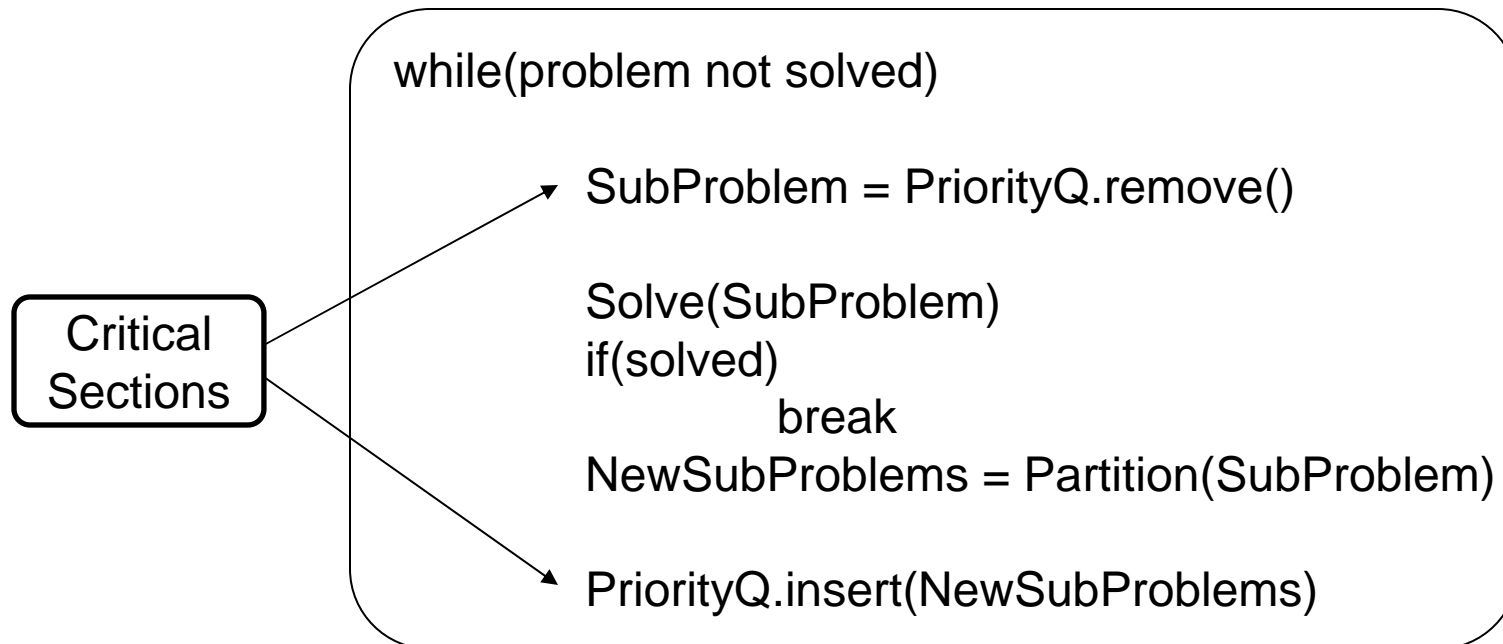 while(problem not solved)
SubProblem = PriorityQ.remove()
Critical
Sections
Solve(SubProblem)
if(solved)
break
NewSubProblems = Partition(SubProblem)
PriorityQ.insert(NewSubProblems)